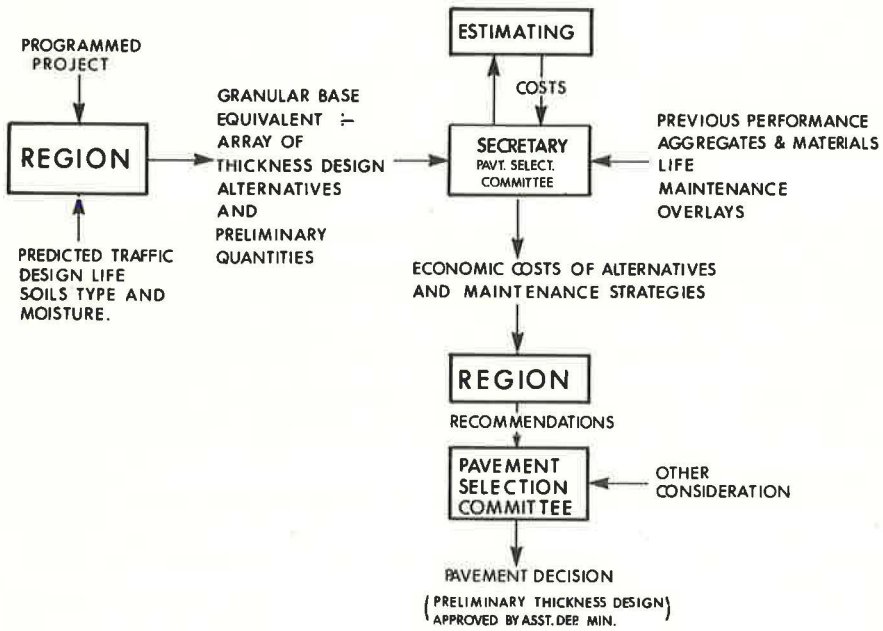 PROGRAMMED
PROJECT
REGION
PREDICTED TRAFFIC
DESIGN LIFE
SOILS TYPE AND
MOISTURE.
GRANULAR BASE
EQUIVALENT :-
ARRAY OF
THICKNESS DESIGN
ALTERNATIVES
AND
PRELIMINARY
QUANTITIES
ESTIMATING
COSTS
SECRETARY
PAVT. SELECT.
COMMITTEE
PREVIOUS PERFORMANCE
AGGREGATES & MATERIALS
LIFE
MAINTENANCE
OVERLAYS
ECONOMIC COSTS OF ALTERNATIVES
AND MAINTENANCE STRATEGIES
REGION
RECOMMENDATIONS
PAVEMENT
SELECTION
COMMITTEE
OTHER
CONSIDERATION
PAVEMENT DECISION
(PRELIMINARY THICKNESS DESIGN)
APPROVED BY ASST. DEP. MIN.